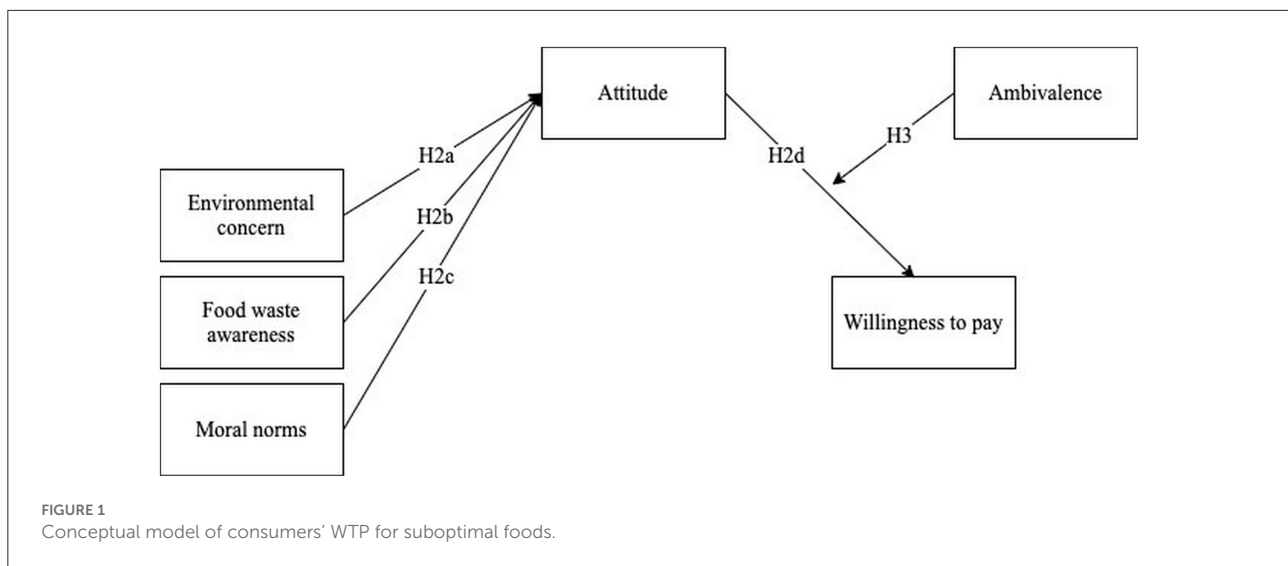 Attitude
Ambivalence
H3
H2a
H2d
Environmental
concern
H2b
H2c
Food waste
awareness
Willingness to pay
Moral norms
FIGURE 1
Conceptual model of consumers’ WTP for suboptimal foods.